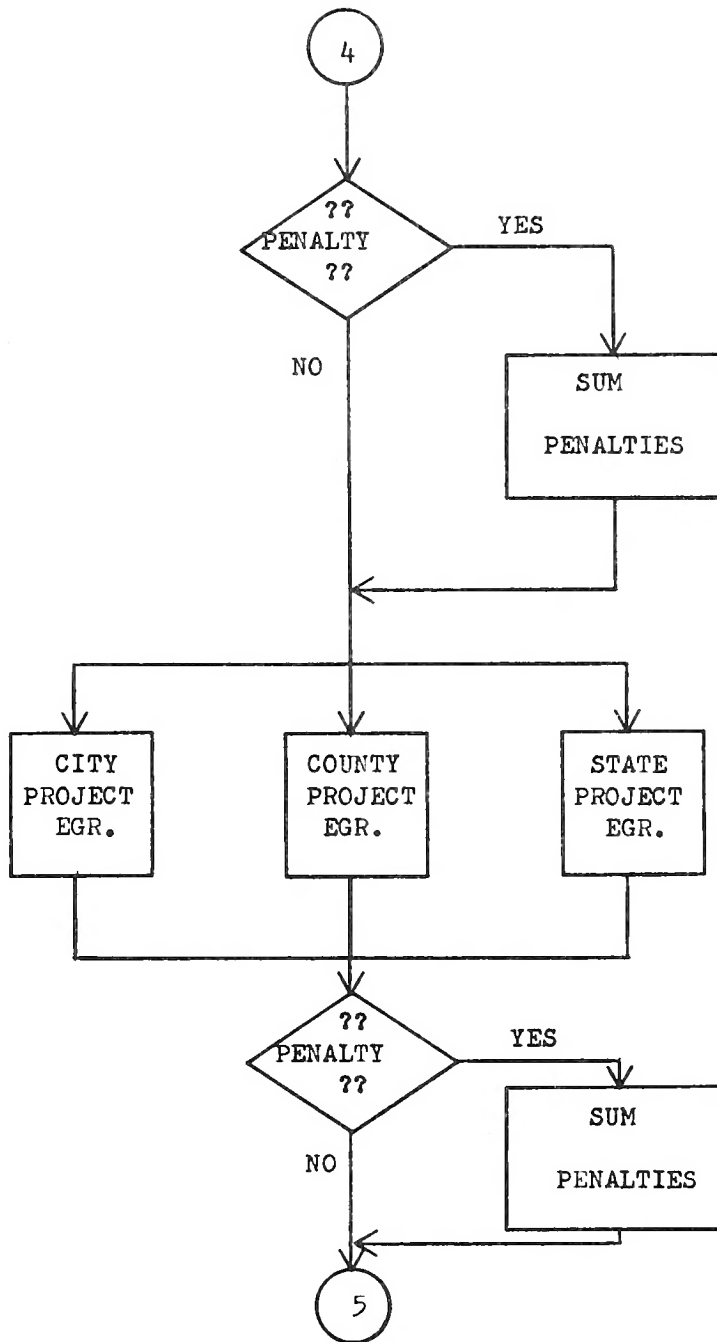 4
??
PENALTY
??
YES
NO
SUM
PENALTIES
CITY
PROJECT
EGR.
COUNTY
PROJECT
EGR.
STATE
PROJECT
EGR.
??
PENALTY
??
YES
NO
SUM
PENALTIES
5